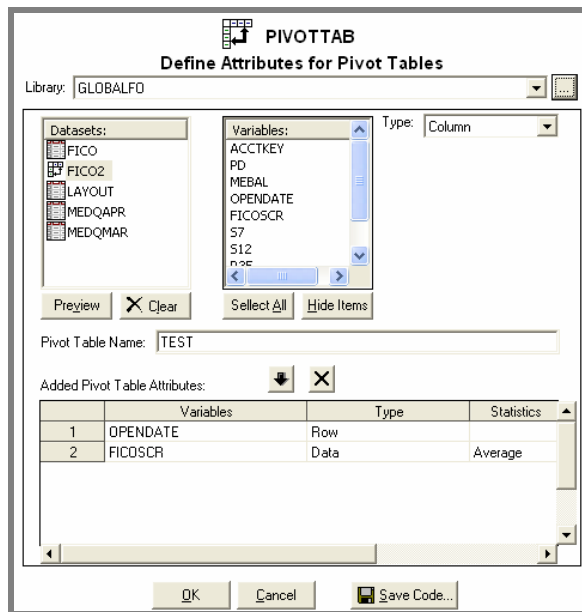 PIVOTTAB
Define Attributes for Pivot Tables
Library: GLOBALFO ...
Datasets:
FICO
FICO2
LAYOUT
MEDQAPR
MEDQMAR
Variables:
ACCTKEY
PD
MEBAL
OPENDATE
FICOSCR
S7
S12
Type: Column
Preview Clear Sellect All Hide Items
Pivot Table Name: TEST
Added Pivot Table Attributes:
Variables Type Statistics
1 OPENDATE Row
2 FICOSCR Data Average
OK Cancel Save Code...